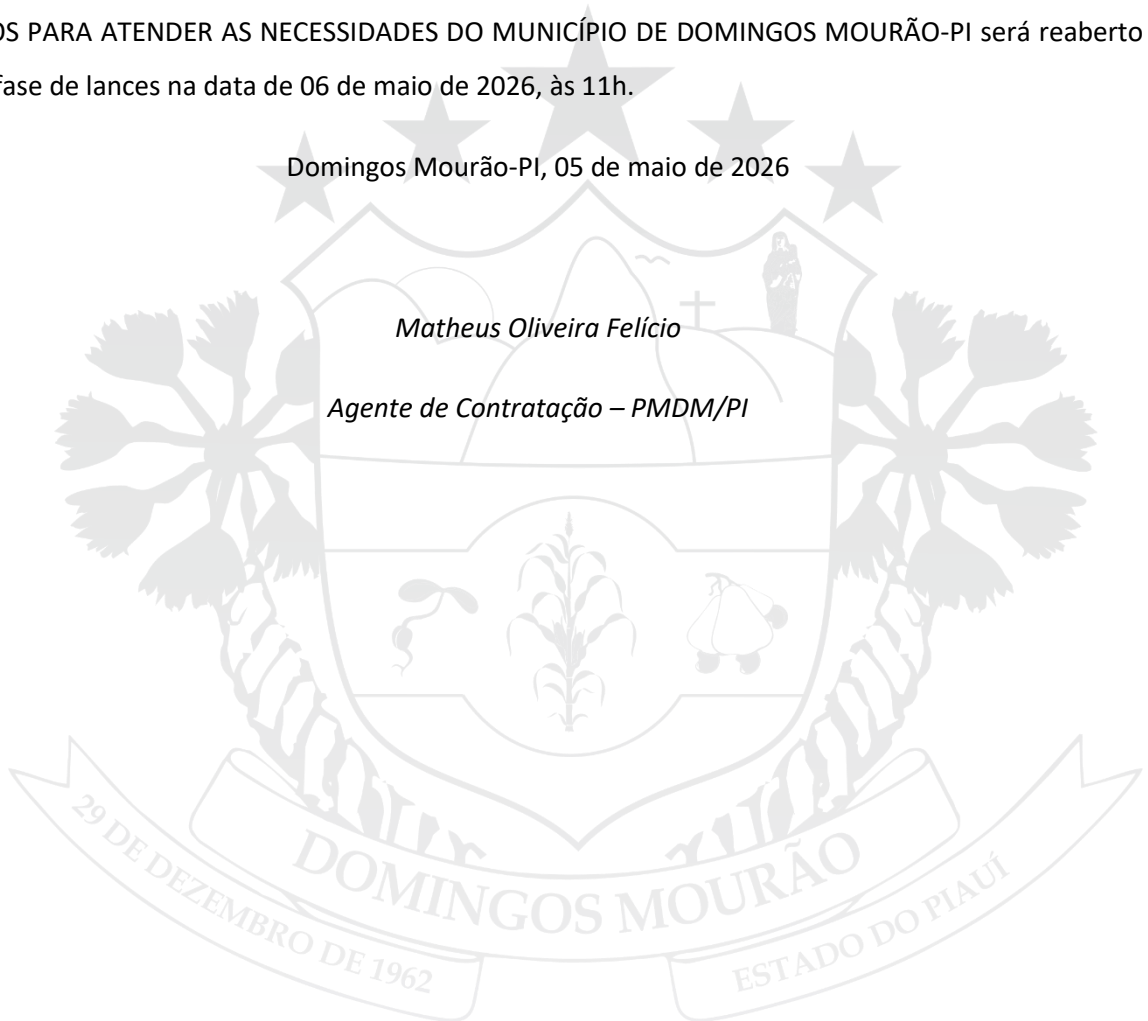 OS PARA ATENDER AS NECESSIDADES DO MUNICÍPIO DE DOMINGOS MOURÃO-PI será reaberto
fase de lances na data de 06 de maio de 2026, às 11h.
Domingos Mourão-PI, 05 de maio de 2026
Matheus Oliveira Felício
Agente de Contratação – PMDM/PI
29 DE DEZEMBRO DE 1962
DOMINGOS MOURÃO
ESTADO DO PIAUÍ